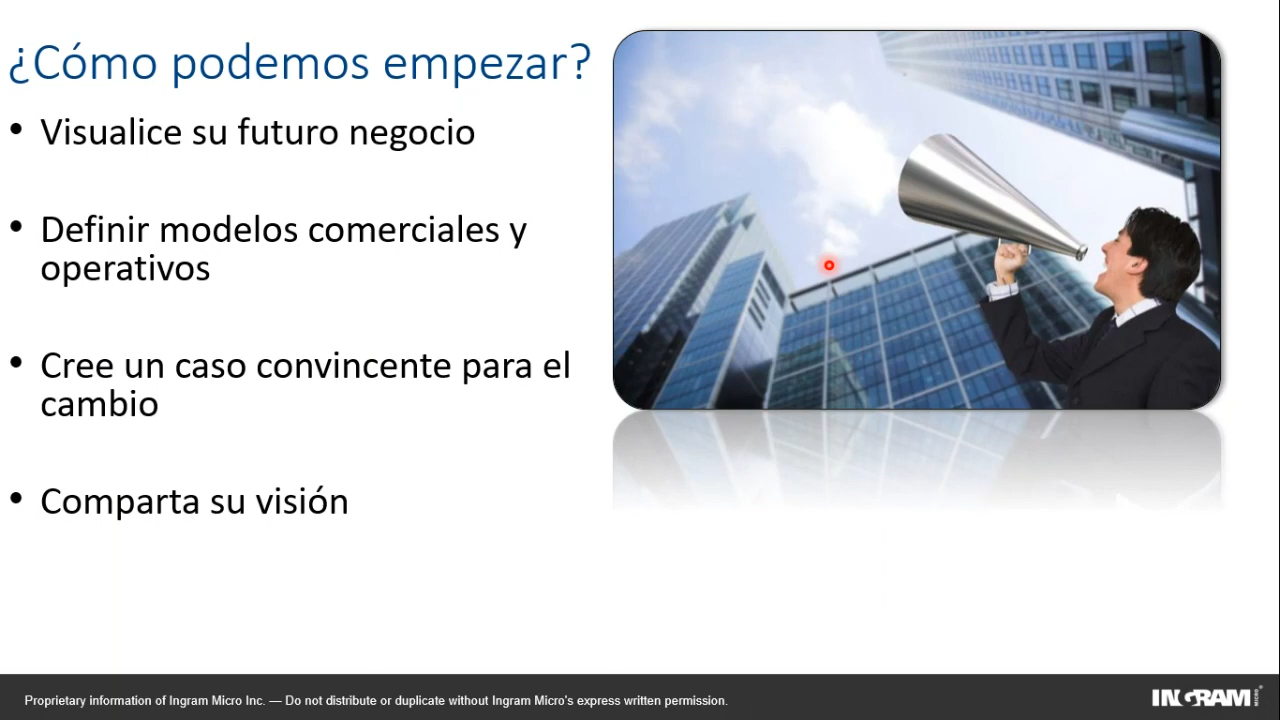 ¿Cómo podemos empezar?
• Visualice su futuro negocio
• Definir modelos comerciales y
operativos
• Cree un caso convincente para el
cambio
• Comparta su visión
Proprietary information of Ingram Micro Inc. — Do not distribute or duplicate without Ingram Micro's express written permission.
INGRAM MICRO®